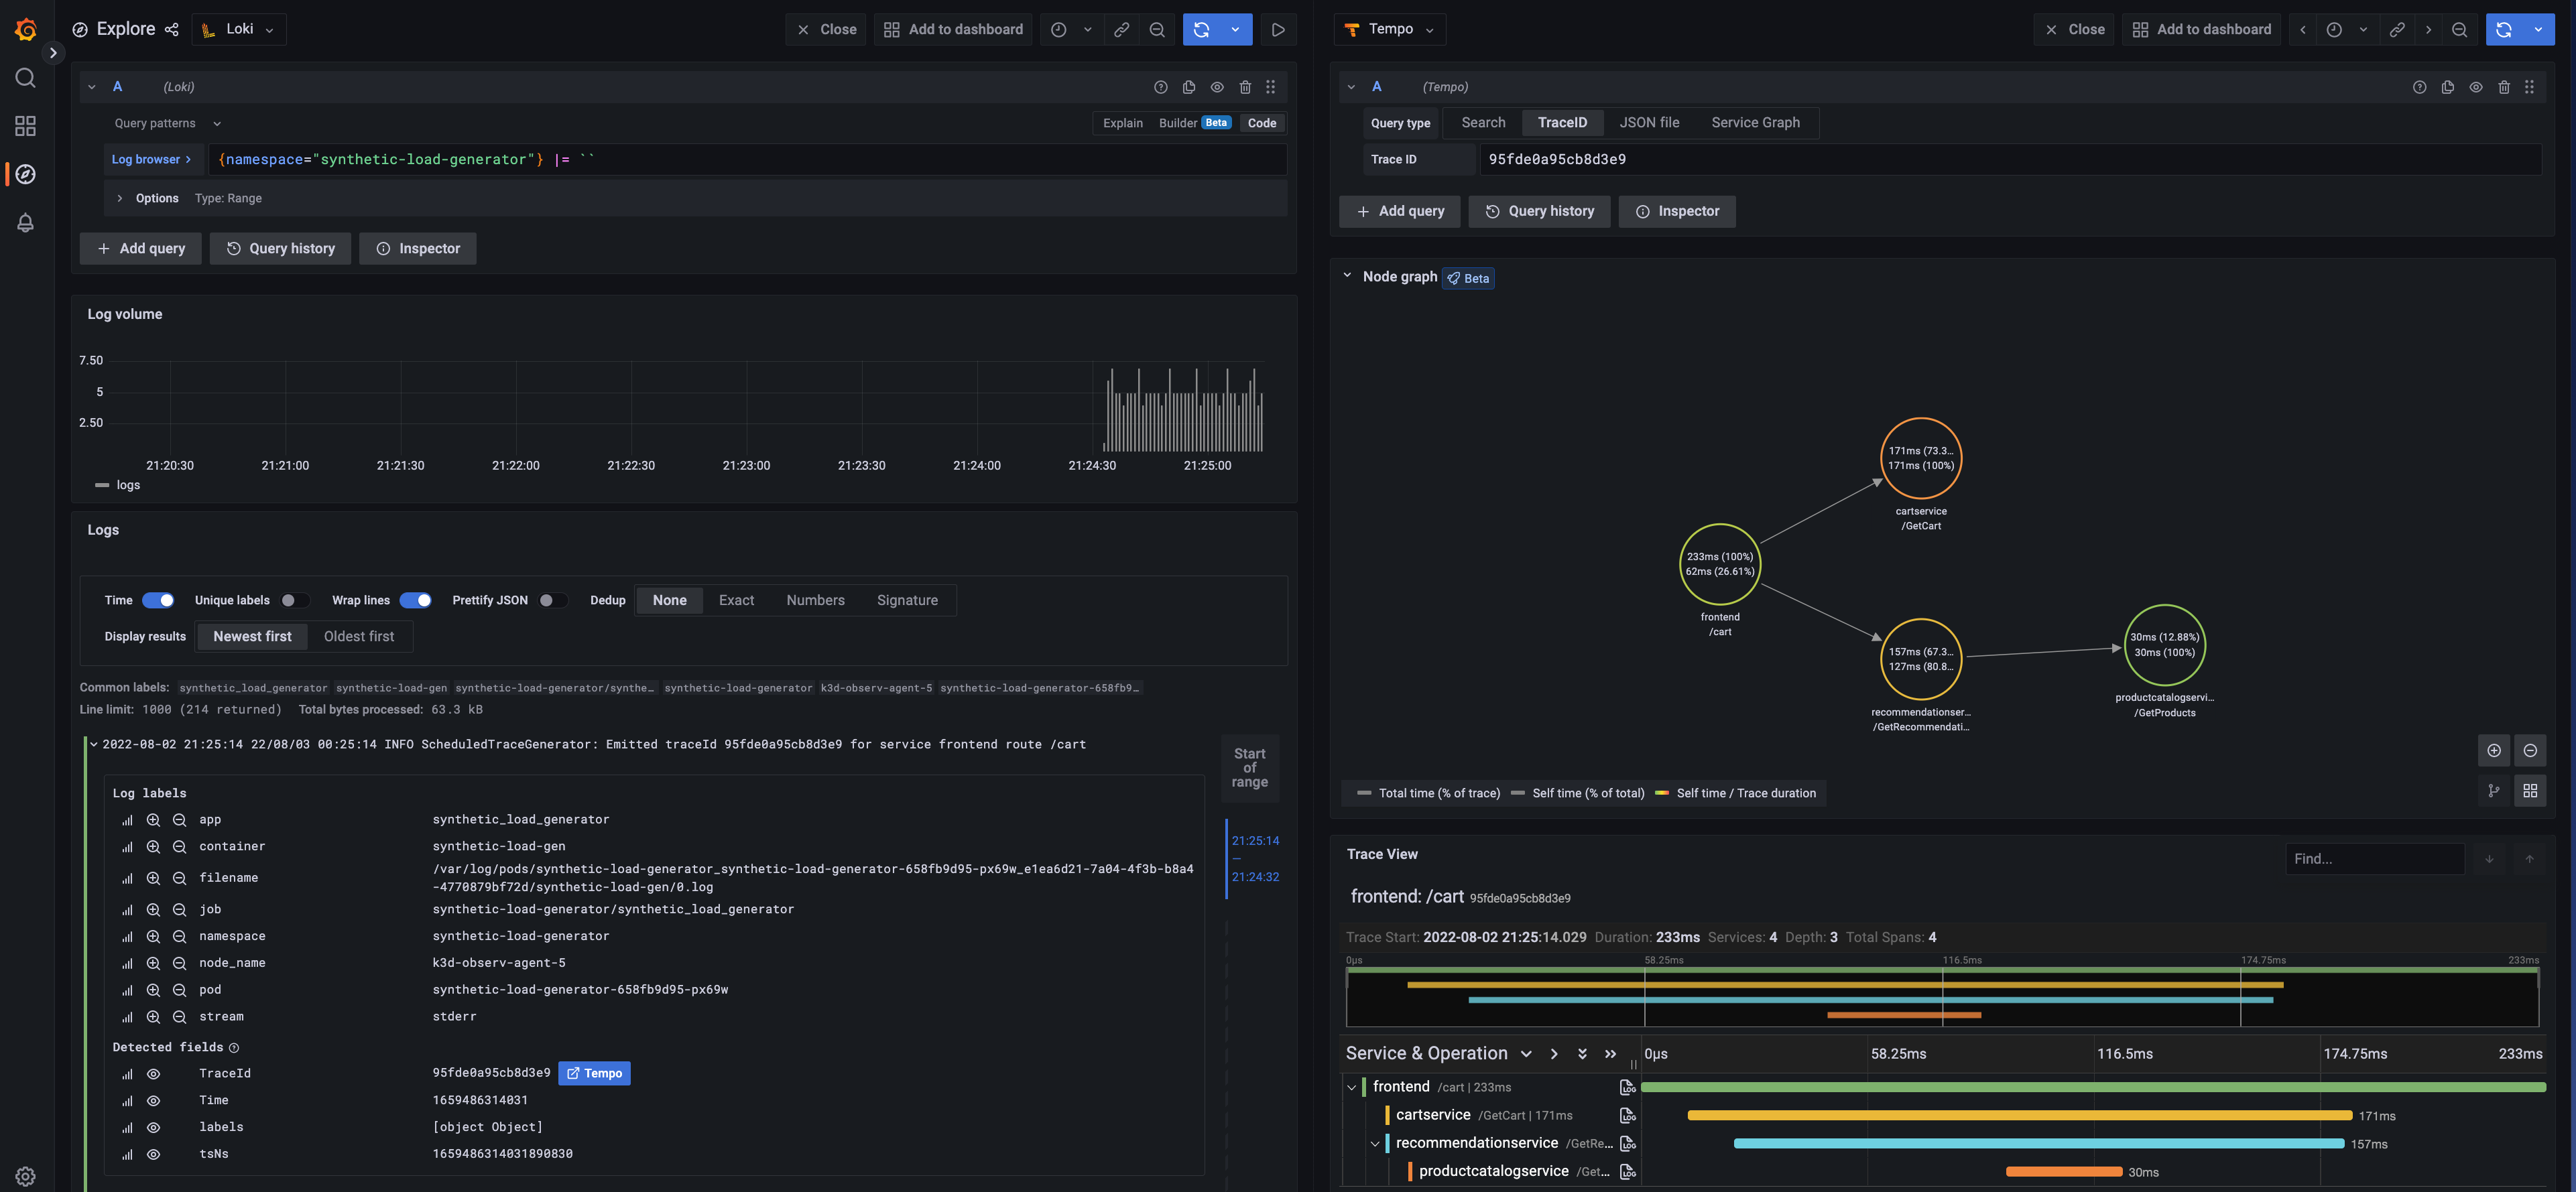 Explore
Loki
Close
Add to dashboard
A
(Loki)
Query patterns
Explain
Builder
Beta
Code
Log browser
{namespace="synthetic-load-generator"} |= ``
Options
Type: Range
Add query
Query history
Inspector
Log volume
7.50
5
2.50
21:20:30
21:21:00
21:21:30
21:22:00
21:22:30
21:23:00
21:23:30
21:24:00
21:24:30
21:25:00
logs
Logs
Time
Unique labels
Wrap lines
Prettify JSON
Dedup
None
Exact
Numbers
Signature
Display results
Newest first
Oldest first
Common labels: synthetic_load_generator synthetic-load-gen synthetic-load-generator/synthe… synthetic-load-generator k3d-observ-agent-5 synthetic-load-generator-658fb9…
Line limit: 1000 (214 returned) Total bytes processed: 63.3 kB
2022-08-02 21:25:14 22/08/03 00:25:14 INFO ScheduledTraceGenerator: Emitted traceId 95fde0a95cb8d3e9 for service frontend route /cart
Start
of
range
Log labels
app synthetic_load_generator
container synthetic-load-gen
filename /var/log/pods/synthetic-load-generator_synthetic-load-generator-658fb9d95-px69w_e1ea6d21-7a04-4f3b-b8a4
-4770879bf72d/synthetic-load-gen/0.log
job synthetic-load-generator/synthetic_load_generator
namespace synthetic-load-generator
node_name k3d-observ-agent-5
pod synthetic-load-generator-658fb9d95-px69w
stream stderr
21:25:14
—
21:24:32
Detected fields
TraceId 95fde0a95cb8d3e9 Tempo
Time 1659486314031
labels [object Object]
tsNs 1659486314031890830
Tempo
Close
Add to dashboard
A
(Tempo)
Query type
Search
TraceID
JSON file
Service Graph
Trace ID
95fde0a95cb8d3e9
Add query
Query history
Inspector
Node graph
Beta
171ms (73.3…
171ms (100%)
cartservice
/GetCart
233ms (100%)
62ms (26.61%)
frontend
/cart
157ms (67.3…
127ms (80.8…
recommendationser…
/GetRecommendati…
30ms (12.88%)
30ms (100%)
productcatalogservi…
/GetProducts
Total time (% of trace)
Self time (% of total)
Self time / Trace duration
Trace View
Find...
frontend: /cart 95fde0a95cb8d3e9
Trace Start: 2022-08-02 21:25:14.029 Duration: 233ms Services: 4 Depth: 3 Total Spans: 4
0μs
58.25ms
116.5ms
174.75ms
233ms
Service & Operation
0μs
58.25ms
116.5ms
174.75ms
233ms
frontend /cart | 233ms
LOG
cartservice /GetCart | 171ms
LOG
171ms
recommendationservice /GetRe…
LOG
157ms
productcatalogservice /Get…
LOG
30ms